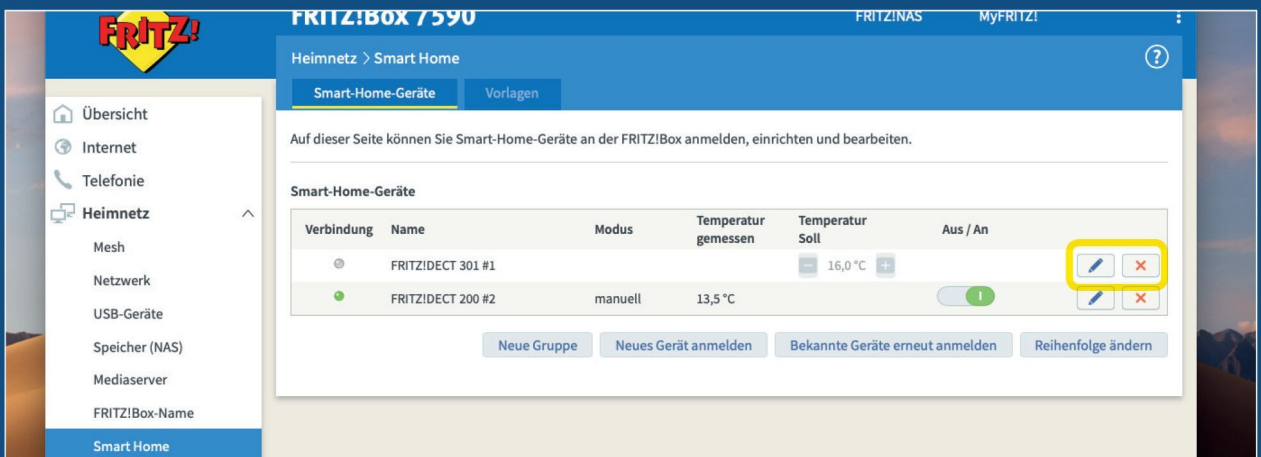 FRITZ!
FRITZ!Box 7590
FRITZ!NAS
MyFRITZ!
Heimnetz > Smart Home
?
Smart-Home-Geräte
Vorlagen
Übersicht
Internet
Telefonie
Heimnetz
Mesh
Netzwerk
USB-Geräte
Speicher (NAS)
Mediaserver
FRITZ!Box-Name
Smart Home
Auf dieser Seite können Sie Smart-Home-Geräte an der FRITZ!Box anmelden, einrichten und bearbeiten.
Smart-Home-Geräte
Verbindung Name Modus Temperatur gemessen Temperatur Soll Aus / An
FRITZ!DECT 301 #1 16,0 °C
FRITZ!DECT 200 #2 manuell 13,5 °C
Neue Gruppe Neues Gerät anmelden Bekannte Geräte erneut anmelden Reihenfolge ändern